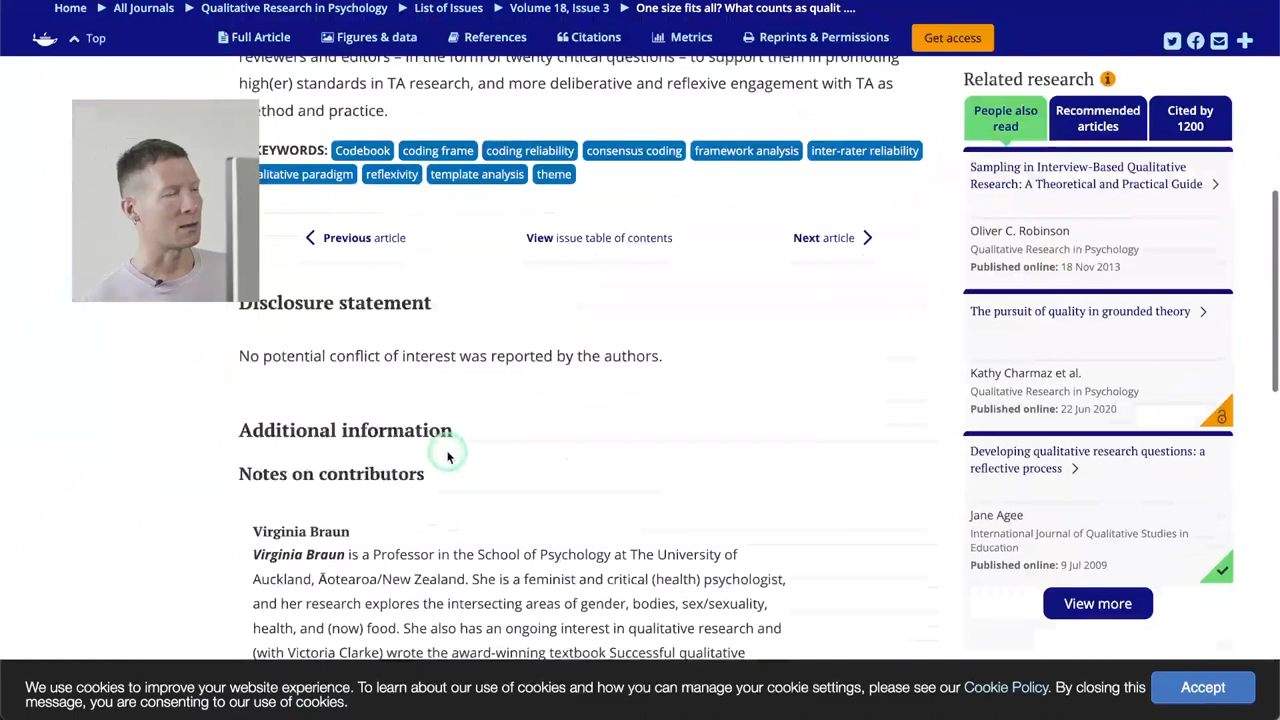 Home All Journals Qualitative Research in Psychology List of Issues Volume 18, Issue 3 One size fits all? What counts as qualit ....
Top Full Article Figures & data References Citations Metrics Reprints & Permissions Get access
reviewers and editors – in the form of twenty critical questions – to support them in promoting
high(er) standards in TA research, and more deliberative and reflexive engagement with TA as
method and practice.
KEYWORDS: Codebook coding frame coding reliability consensus coding framework analysis inter-rater reliability
alitative paradigm reflexivity template analysis theme
Previous article View issue table of contents Next article
Disclosure statement
No potential conflict of interest was reported by the authors.
Additional information
Notes on contributors
Virginia Braun
Virginia Braun is a Professor in the School of Psychology at The University of
Auckland, Āotearoa/New Zealand. She is a feminist and critical (health) psychologist,
and her research explores the intersecting areas of gender, bodies, sex/sexuality,
health, and (now) food. She also has an ongoing interest in qualitative research and
(with Victoria Clarke) wrote the award-winning textbook Successful qualitative
Related research
People also read
Recommended articles
Cited by 1200
Sampling in Interview-Based Qualitative
Research: A Theoretical and Practical Guide
Oliver C. Robinson
Qualitative Research in Psychology
Published online: 18 Nov 2013
The pursuit of quality in grounded theory
Kathy Charmaz et al.
Qualitative Research in Psychology
Published online: 22 Jun 2020
Developing qualitative research questions: a
reflective process
Jane Agee
International Journal of Qualitative Studies in
Education
Published online: 9 Jul 2009
View more
We use cookies to improve your website experience. To learn about our use of cookies and how you can manage your cookie settings, please see our Cookie Policy. By closing this
message, you are consenting to our use of cookies.
Accept